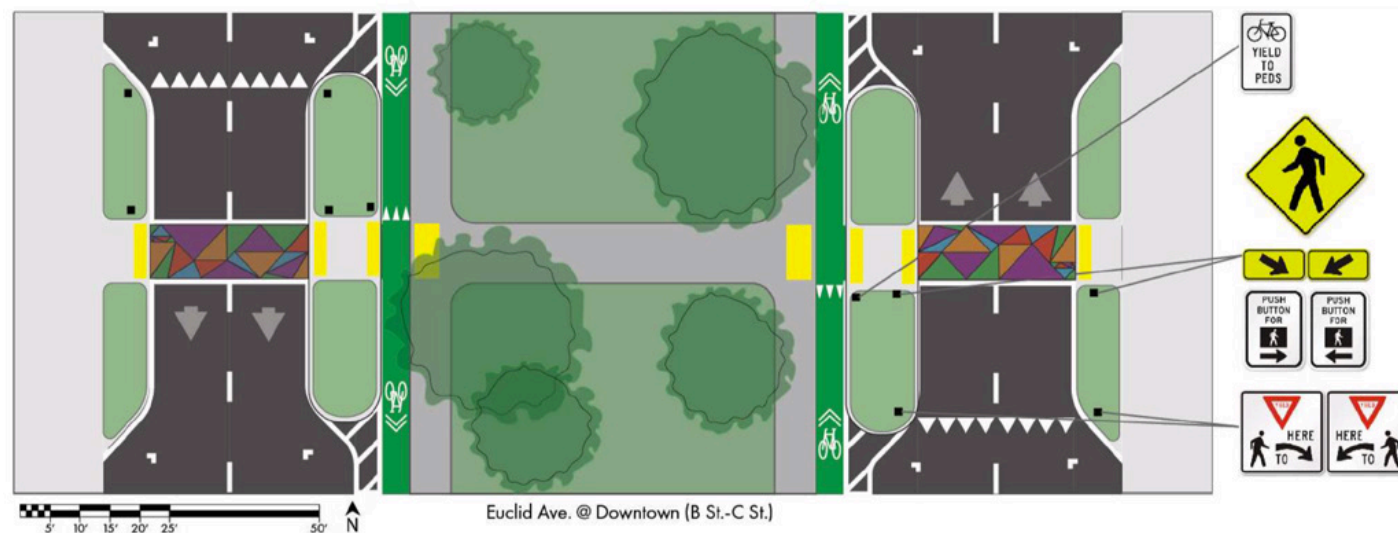 YIELD
TO
PEDS
PUSH
BUTTON
FOR
PUSH
BUTTON
FOR
YIELD
HERE
TO
YIELD
HERE
TO
5' 10' 15' 20' 25' 50'
N
Euclid Ave. @ Downtown (B St.-C St.)